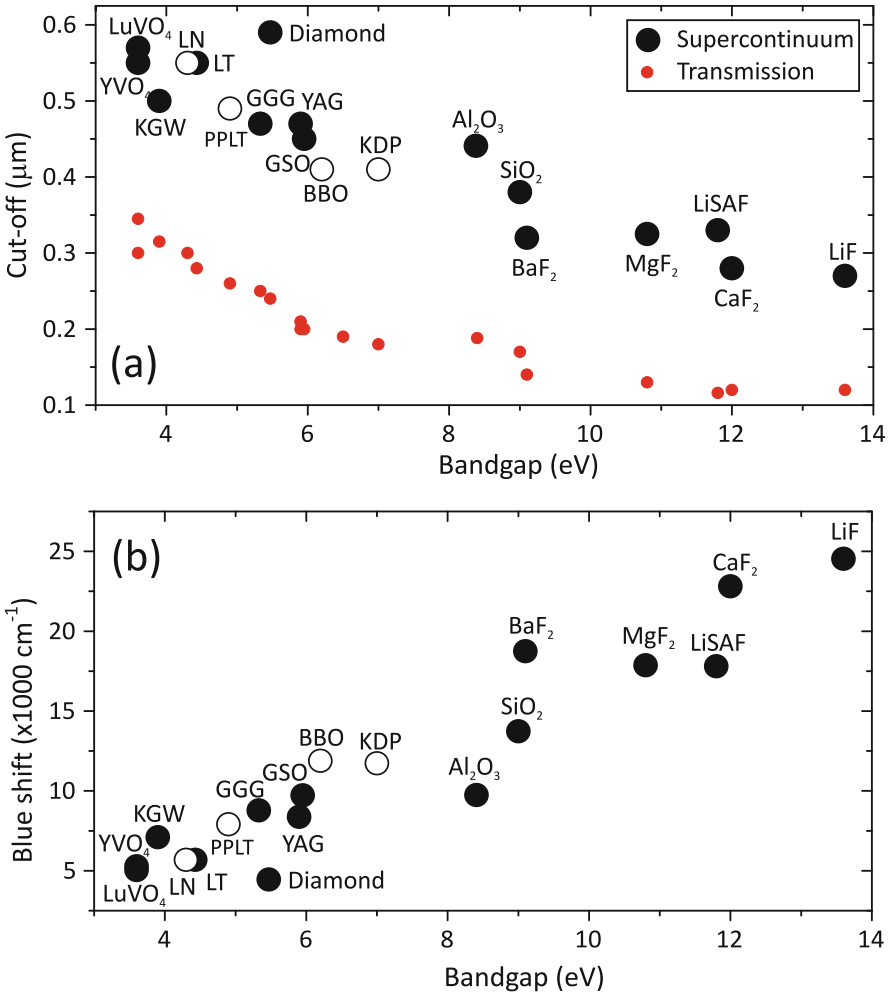 0.6
0.5
0.4
0.3
0.2
0.1
Cut-off (μm)
LuVO₄
LN
Diamond
YVO₄
LT
KGW
PPLT
GGG
YAG
GSO
BBO
KDP
Al₂O₃
SiO₂
BaF₂
MgF₂
LiSAF
CaF₂
LiF
Supercontinuum
Transmission
(a)
4 6 8 10 12 14
Bandgap (eV)
25
20
15
10
5
Blue shift (x1000 cm⁻¹)
(b)
LiF
CaF₂
BaF₂
MgF₂
LiSAF
SiO₂
BBO
KDP
GSO
Al₂O₃
GGG
KGW
YVO₄
PPLT
YAG
LuVO₄
LN
LT
Diamond
4 6 8 10 12 14
Bandgap (eV)